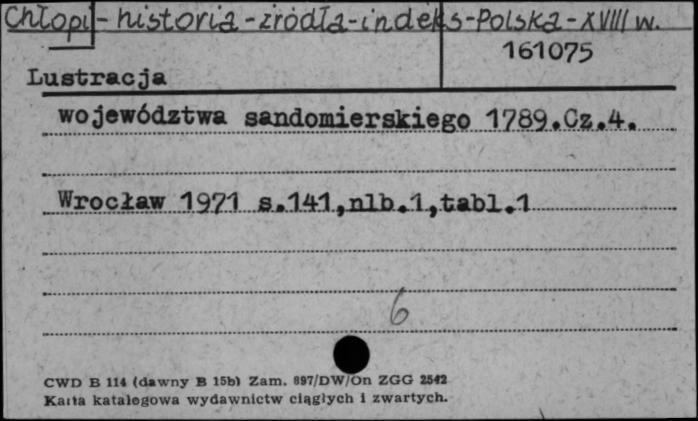 Chłopi - historia - źródła - indeks - Polska - XVIII w.
161075
Lustracja
województwa sandomierskiego 1789.Cz.4.
Wrocław 1971 s.141,nlb.1,tabl.1
6
CWD B 114 (dawny B 15b) Zam. 897/DW/On ZGG 2542
Karta katalogowa wydawnictw ciągłych i zwartych.